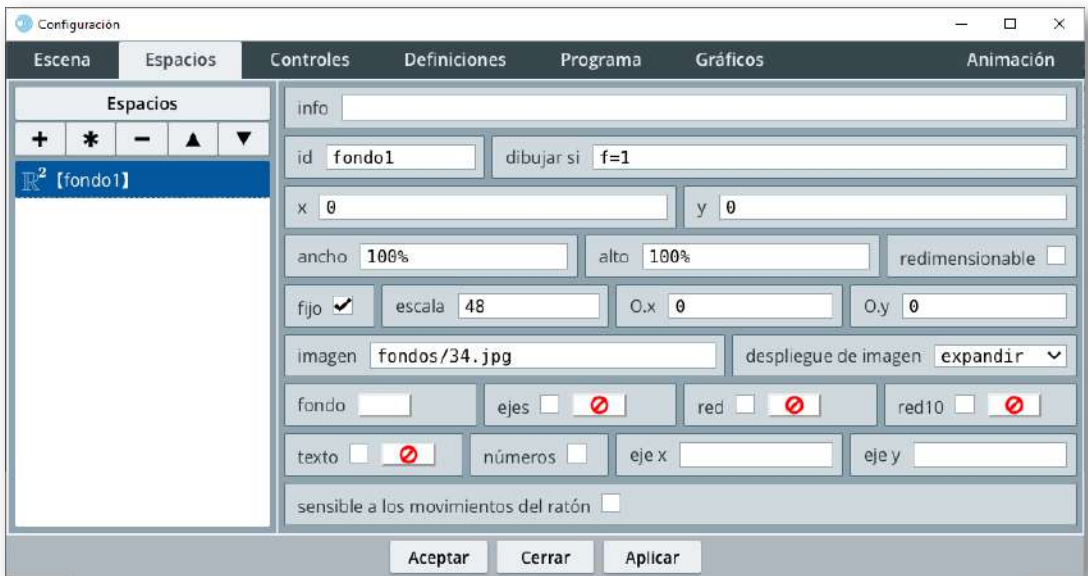 Configuración
Escena Espacios Controles Definiciones Programa Gráficos Animación
Espacios
+ * − ▲ ▼
ℝ² 【fondo1】
info
id fondo1 dibujar si f=1
x 0 y 0
ancho 100% alto 100% redimensionable
fijo escala 48 O.x 0 O.y 0
imagen fondos/34.jpg despliegue de imagen expandir
fondo ejes red red10
texto números eje x eje y
sensible a los movimientos del ratón
Aceptar Cerrar Aplicar